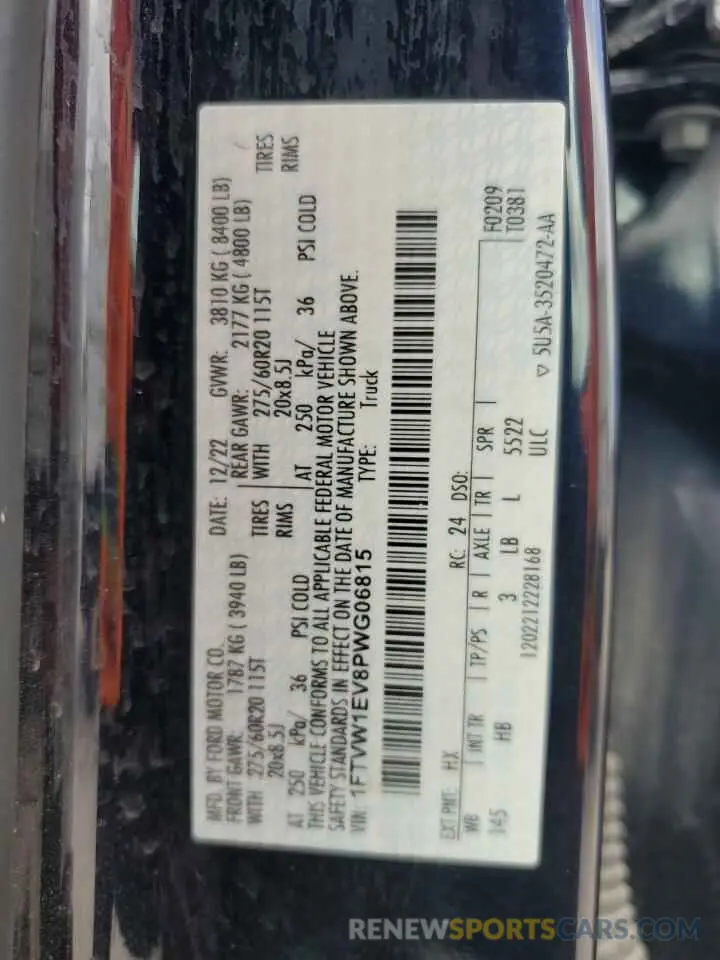 MFD. BY FORD MOTOR CO. DATE: 12/22 GVWR: 3810 KG ( 8400 LB)
FRONT GAWR: 1787 KG ( 3940 LB) REAR GAWR: 2177 KG ( 4800 LB)
WITH 275/60R20 115T TIRES WITH 275/60R20 115T TIRES
20x8.5J RIMS 20x8.5J RIMS
AT 250 kPa/ 36 PSI COLD AT 250 kPa/ 36 PSI COLD
THIS VEHICLE CONFORMS TO ALL APPLICABLE FEDERAL MOTOR VEHICLE
SAFETY STANDARDS IN EFFECT ON THE DATE OF MANUFACTURE SHOWN ABOVE.
VIN: 1FTVW1EV8PWG06815 TYPE: Truck
EXT PNT: HX RC: 24 DSO: F0209
WB INT TR TP/PS R AXLE TR SPR T0381
145 HB 3 LB L 5522
1202212228168 ULC ▽ 5U5A-3520472-AA
RENEWSPORTSCARS.COM